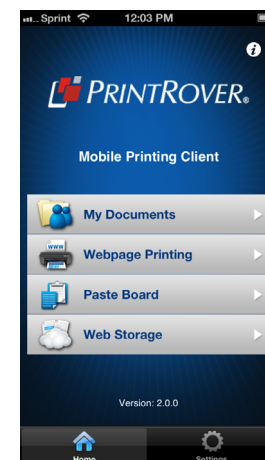 Sprint 12:03 PM
PRINTROVER®
Mobile Printing Client
My Documents
WWW
Webpage Printing
Paste Board
Web Storage
Version: 2.0.0
Home Settings